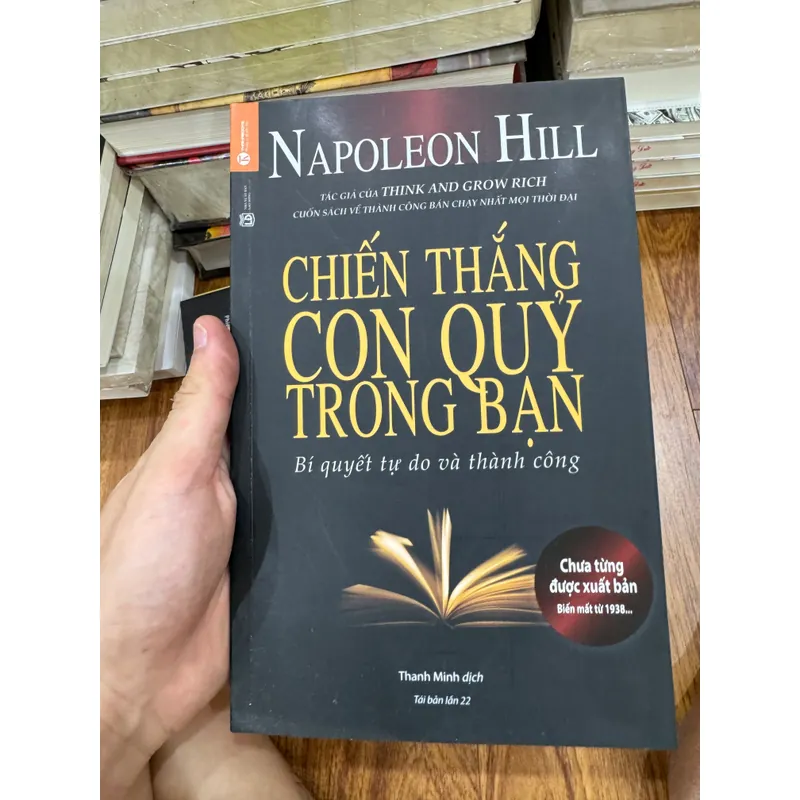 NAPOLEON HILL
TÁC GIẢ CỦA THINK AND GROW RICH
CUỐN SÁCH VỀ THÀNH CÔNG BÁN CHẠY NHẤT MỌI THỜI ĐẠI
CHIẾN THẮNG
CON QUỶ
TRONG BẠN
Bí quyết tự do và thành công
Chưa từng
được xuất bản
Biến mất từ 1938...
Thanh Minh dịch
Tái bản lần 22